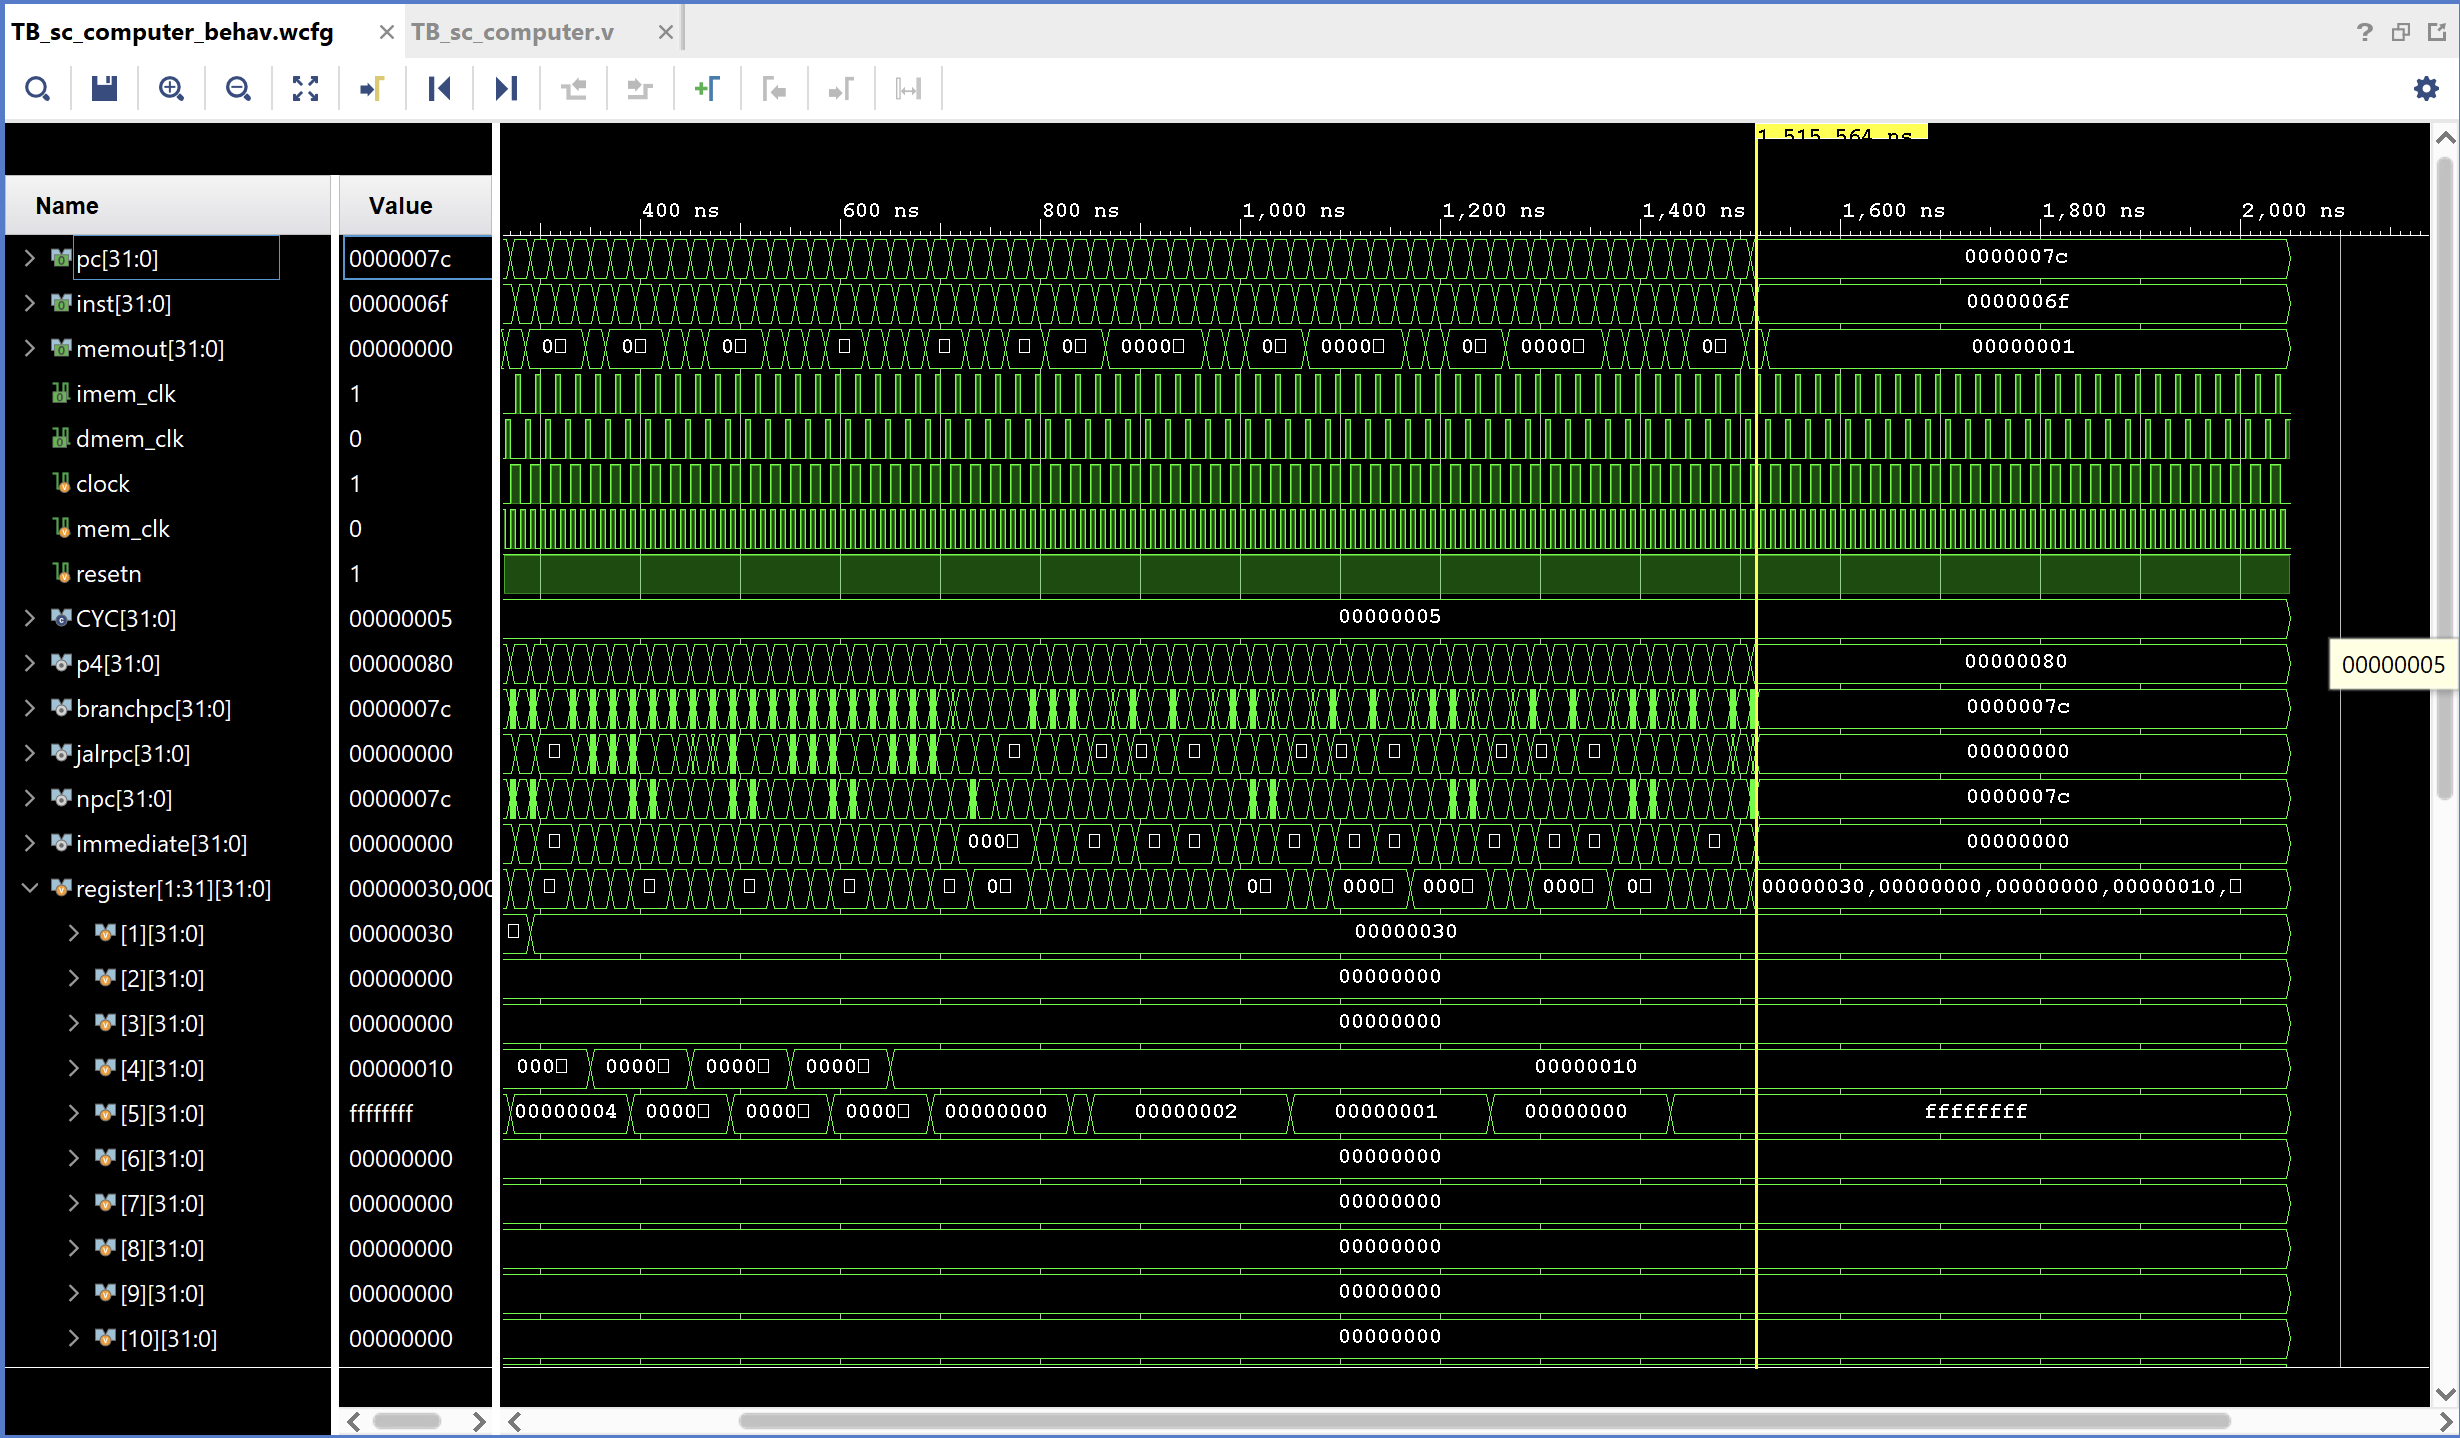 TB_sc_computer_behav.wcfg TB_sc_computer.v
1,515.564 ns
Name Value
400 ns 600 ns 800 ns 1,000 ns 1,200 ns 1,400 ns 1,600 ns 1,800 ns 2,000 ns
pc[31:0] 0000007c 0000007c
inst[31:0] 0000006f 0000006f
memout[31:0] 00000000 0 0 0 0 0000 0 0000 0 0000 0 00000001
imem_clk 1
dmem_clk 0
clock 1
mem_clk 0
resetn 1
CYC[31:0] 00000005 00000005
p4[31:0] 00000080 00000080 00000005
branchpc[31:0] 0000007c 0000007c
jalrpc[31:0] 00000000 00000000
npc[31:0] 0000007c 0000007c
immediate[31:0] 00000000 000 00000000
register[1:31][31:0] 00000030,000 0 0 000 000 000 0 00000030,00000000,00000000,00000010,
[1][31:0] 00000030 00000030
[2][31:0] 00000000 00000000
[3][31:0] 00000000 00000000
[4][31:0] 00000010 000 0000 0000 0000 00000010
[5][31:0] ffffffff 00000004 0000 0000 0000 00000000 00000002 00000001 00000000 ffffffff
[6][31:0] 00000000 00000000
[7][31:0] 00000000 00000000
[8][31:0] 00000000 00000000
[9][31:0] 00000000 00000000
[10][31:0] 00000000 00000000